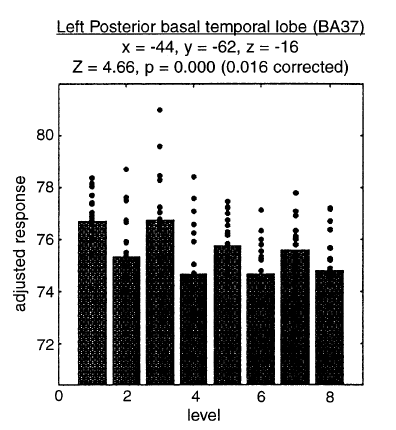 Left Posterior basal temporal lobe (BA37)
x = -44, y = -62, z = -16
Z = 4.66, p = 0.000 (0.016 corrected)
80
78
76
74
72
adjusted response
0 2 4 6 8
level